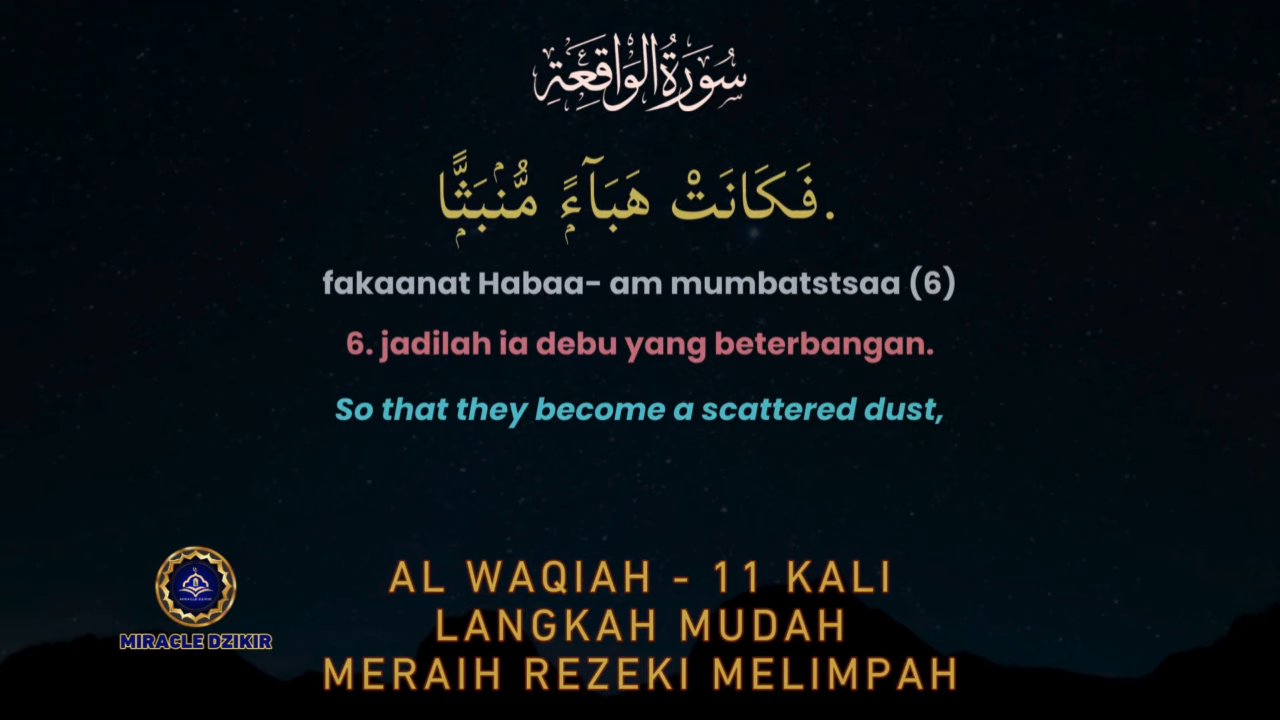 سُورَةُ الْوَاقِعَةِ
فَكَانَتْ هَبَآءً مُّنۢبَثًّا.
fakaanat Habaa- am mumbatstsaa (6)
6. jadilah ia debu yang beterbangan.
So that they become a scattered dust,
MIRACLE DZIKIR
AL WAQIAH - 11 KALI
LANGKAH MUDAH
MERAIH REZEKI MELIMPAH